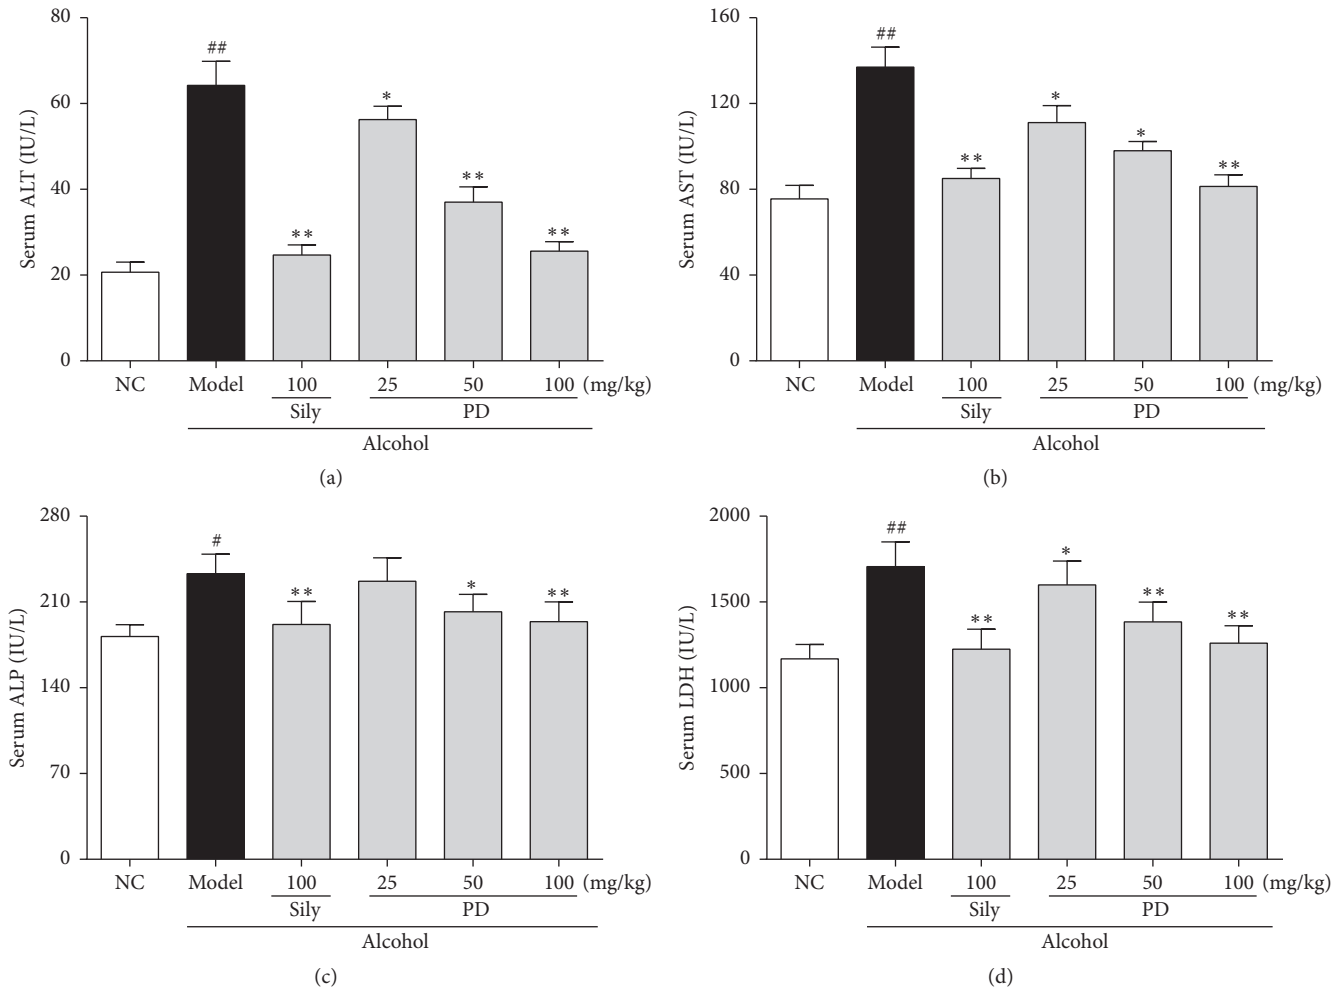 Serum ALT (IU/L)
80
60
40
20
0
##
**
*
**
**
NC Model 100 25 50 100 (mg/kg)
Sily PD
Alcohol
(a)
Serum AST (IU/L)
160
120
80
40
0
##
**
*
*
**
NC Model 100 25 50 100 (mg/kg)
Sily PD
Alcohol
(b)
Serum ALP (IU/L)
280
210
140
70
0
#
**
*
**
NC Model 100 25 50 100 (mg/kg)
Sily PD
Alcohol
(c)
Serum LDH (IU/L)
2000
1500
1000
500
0
##
**
*
**
**
NC Model 100 25 50 100 (mg/kg)
Sily PD
Alcohol
(d)